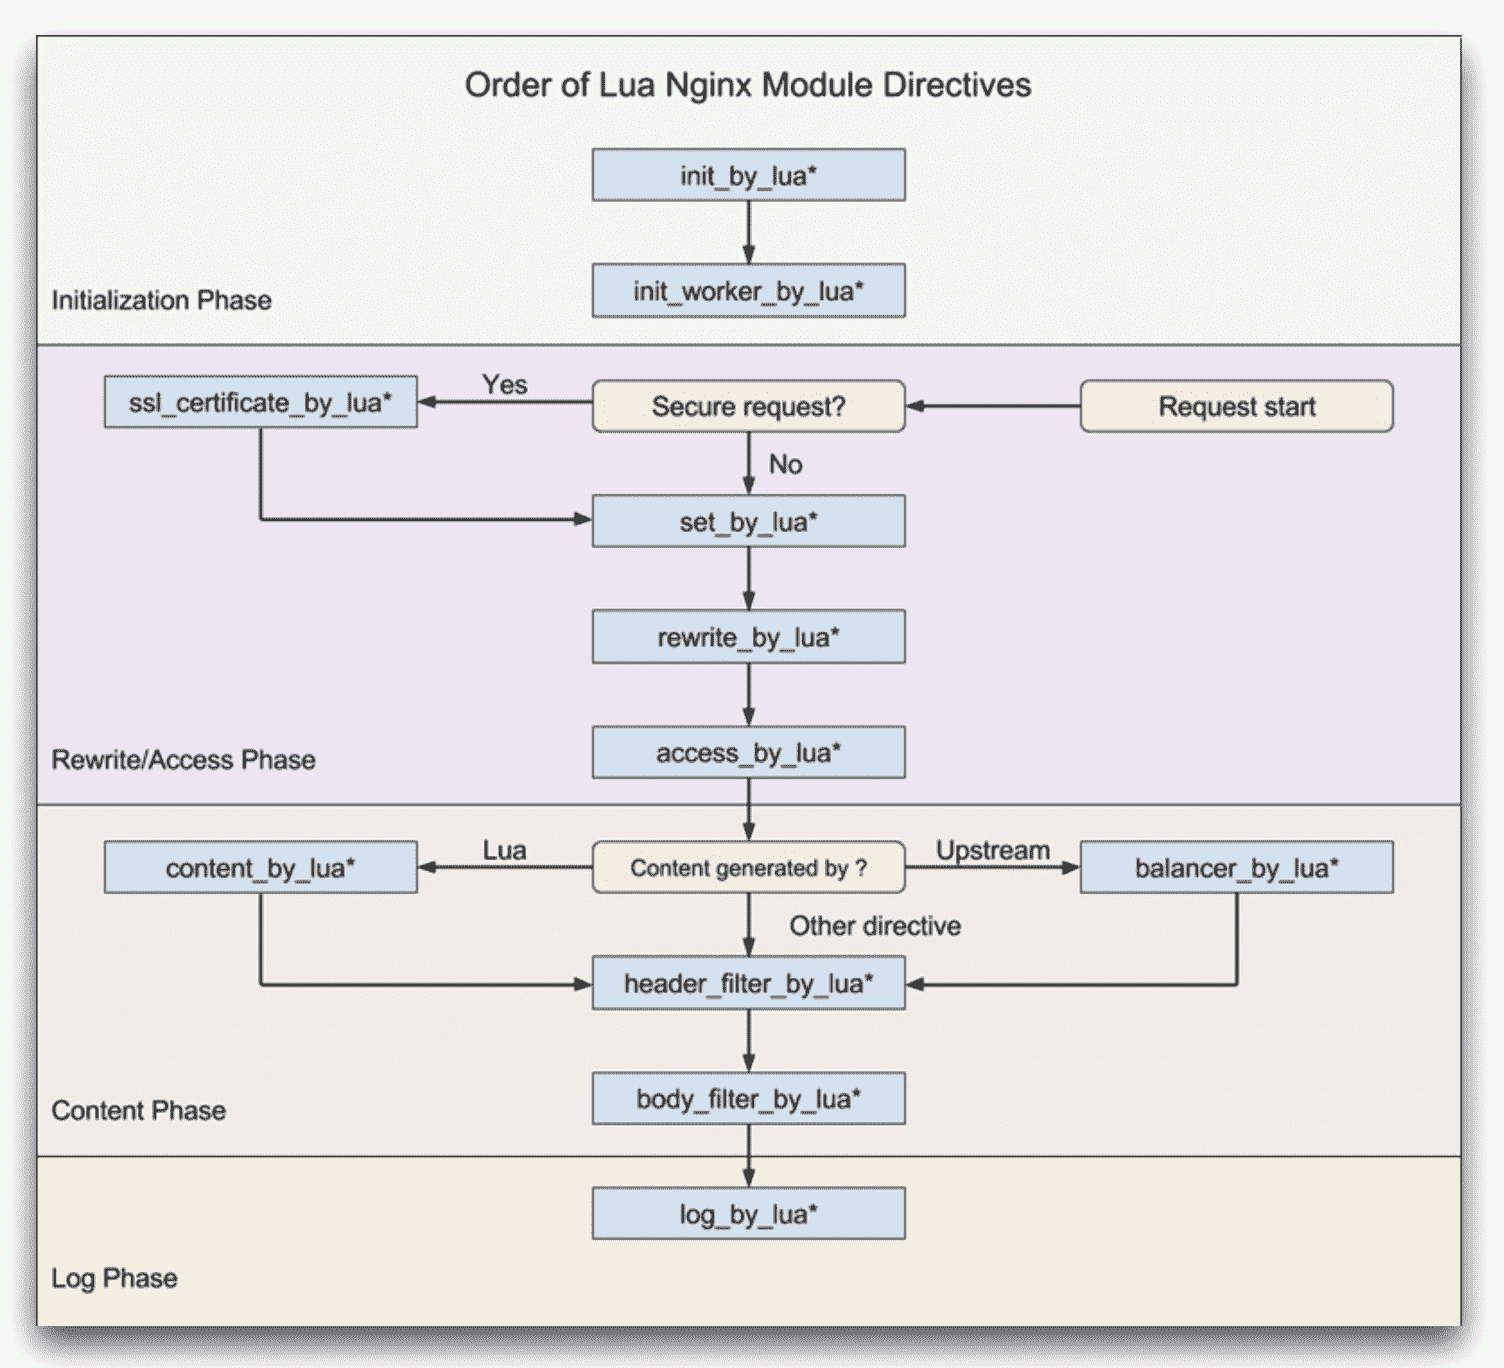 Order of Lua Nginx Module Directives
init_by_lua*
init_worker_by_lua*
Initialization Phase
ssl_certificate_by_lua*
Yes
Secure request?
Request start
No
set_by_lua*
rewrite_by_lua*
access_by_lua*
Rewrite/Access Phase
content_by_lua*
Lua
Content generated by ?
Upstream
balancer_by_lua*
Other directive
header_filter_by_lua*
body_filter_by_lua*
Content Phase
log_by_lua*
Log Phase